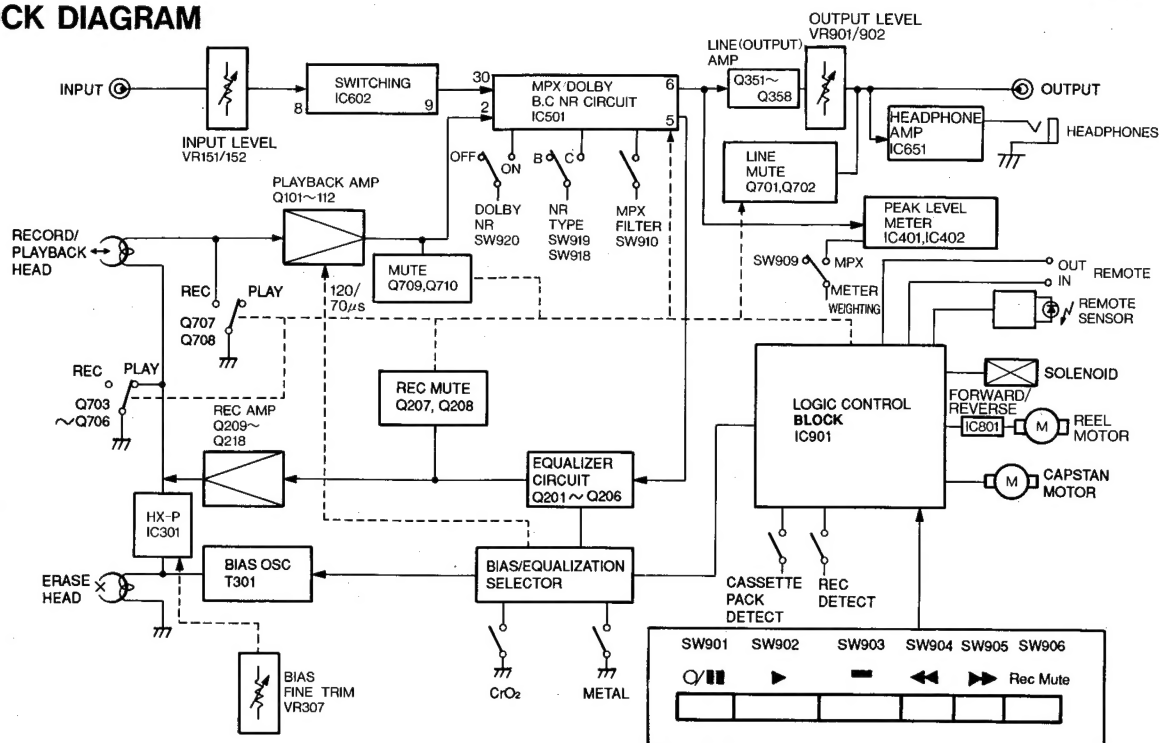 CK DIAGRAM
INPUT
INPUT LEVEL
VR151/152
8
SWITCHING
IC602
9
30
2
MPX/DOLBY
B.C NR CIRCUIT
IC501
6
5
LINE(OUTPUT)
AMP
Q351~
Q358
OUTPUT LEVEL
VR901/902
OUTPUT
HEADPHONE
AMP
IC651
HEADPHONES
LINE
MUTE
Q701,Q702
PEAK LEVEL
METER
IC401,IC402
OFF
ON
DOLBY
NR
SW920
B
C
NR
TYPE
SW919
SW918
MPX
FILTER
SW910
SW909
MPX
METER
WEIGHTING
PLAYBACK AMP
Q101~112
RECORD/
PLAYBACK
HEAD
MUTE
Q709,Q710
120/
70μs
REC
PLAY
Q707
Q708
REC
PLAY
Q703
~Q706
REC AMP
Q209~
Q218
REC MUTE
Q207, Q208
EQUALIZER
CIRCUIT
Q201~Q206
OUT
IN
REMOTE
REMOTE
SENSOR
LOGIC CONTROL
BLOCK
IC901
SOLENOID
FORWARD/
REVERSE
IC801
M
REEL
MOTOR
M
CAPSTAN
MOTOR
HX-P
IC301
ERASE
HEAD
BIAS OSC
T301
BIAS/EQUALIZATION
SELECTOR
CrO₂
METAL
BIAS
FINE TRIM
VR307
CASSETTE
PACK
DETECT
REC
DETECT
SW901 SW902 SW903 SW904 SW905 SW906
○/▮▮ ▶ ▬ ◀◀ ▶▶ Rec Mute